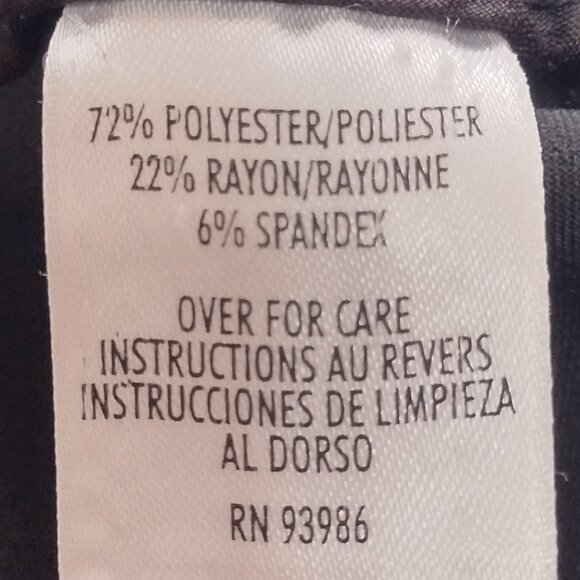 72% POLYESTER/POLIESTER
22% RAYON/RAYONNE
6% SPANDEX
OVER FOR CARE
INSTRUCTIONS AU REVERS
INSTRUCCIONES DE LIMPIEZA
AL DORSO
RN 93986